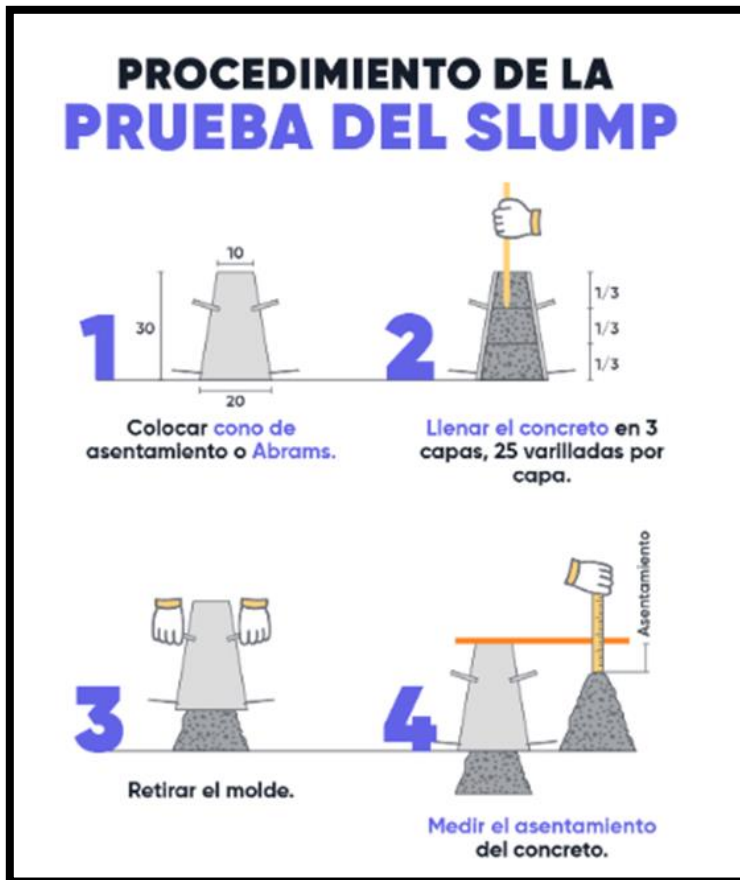 PROCEDIMIENTO DE LA
PRUEBA DEL SLUMP
10
30
20
1
Colocar cono de
asentamiento o Abrams.
1/3
1/3
1/3
2
Llenar el concreto en 3
capas, 25 varilladas por
capa.
3
Retirar el molde.
Asentamiento
4
Medir el asentamiento
del concreto.